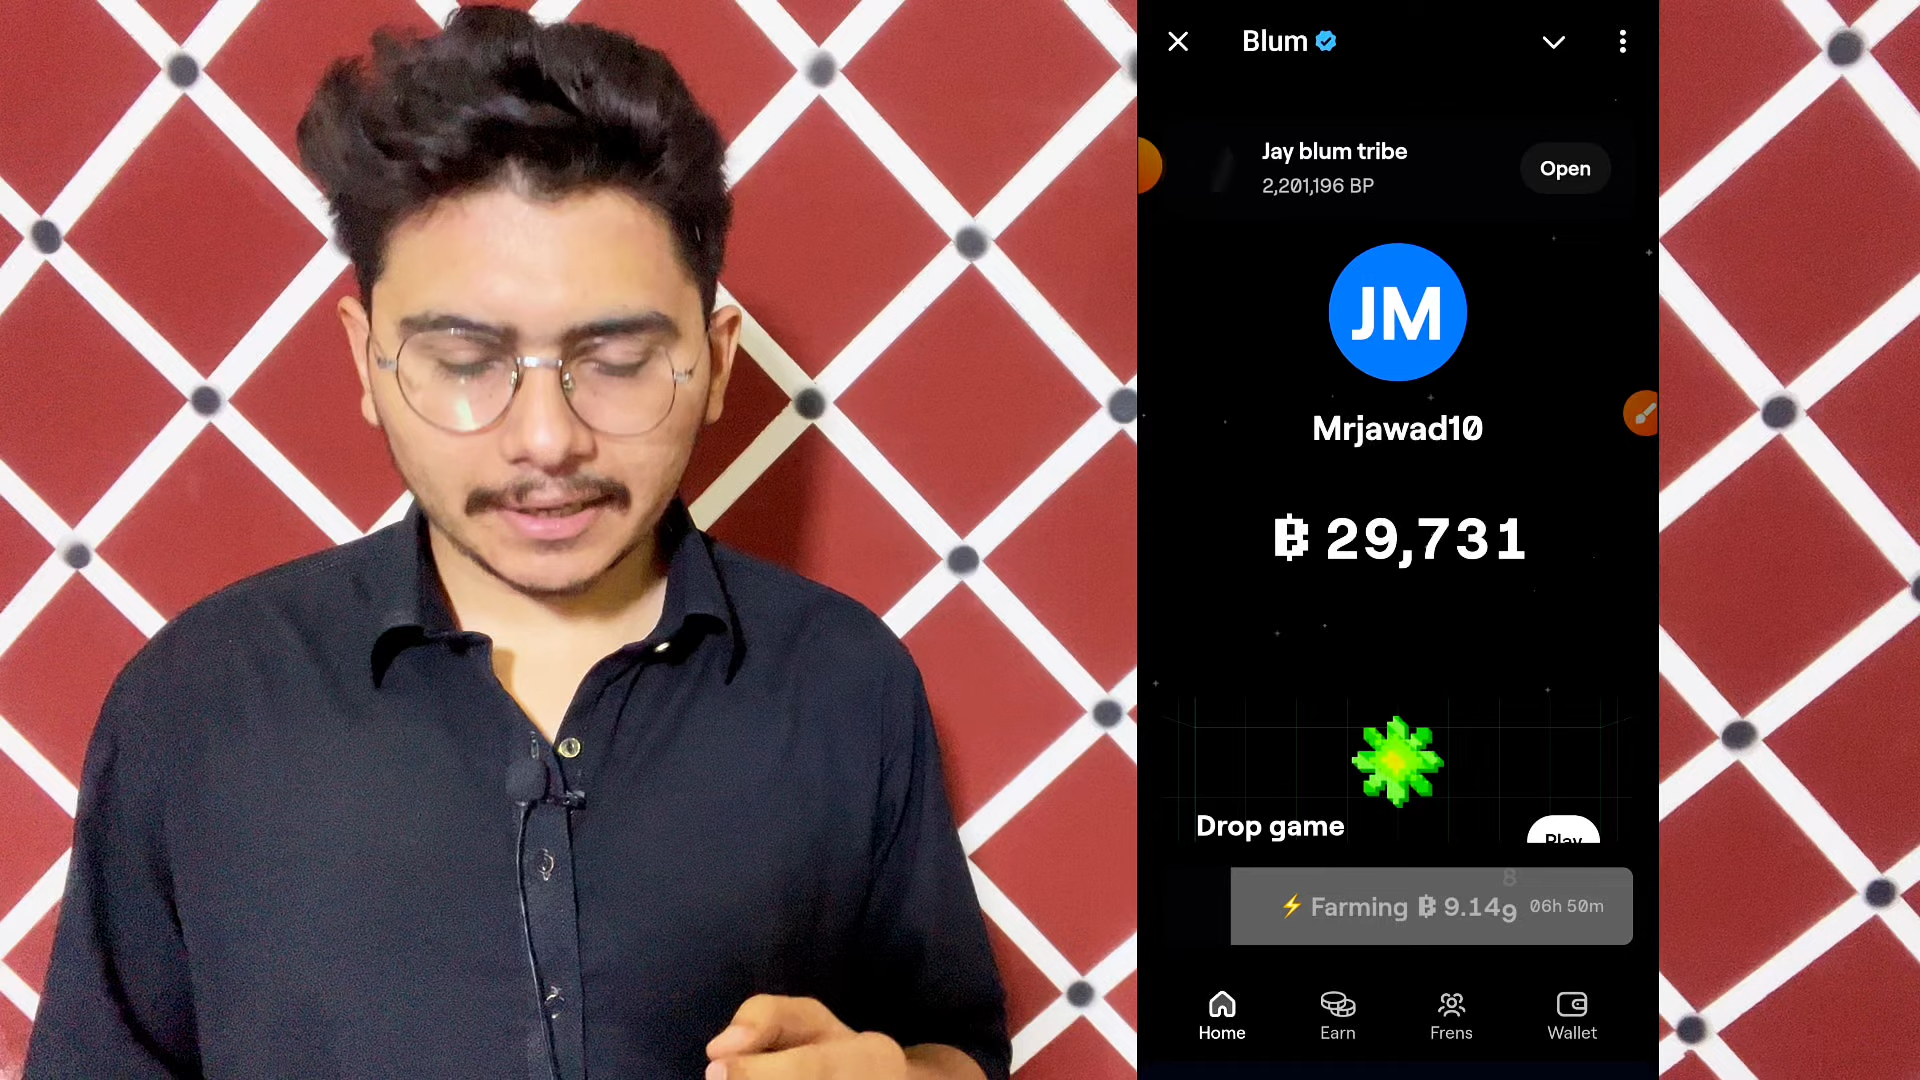 Blum
Jay blum tribe
2,201,196 BP
Open
JM
Mrjawad10
29,731
Drop game
Play
Farming 9.149 06h 50m
Home
Earn
Frens
Wallet